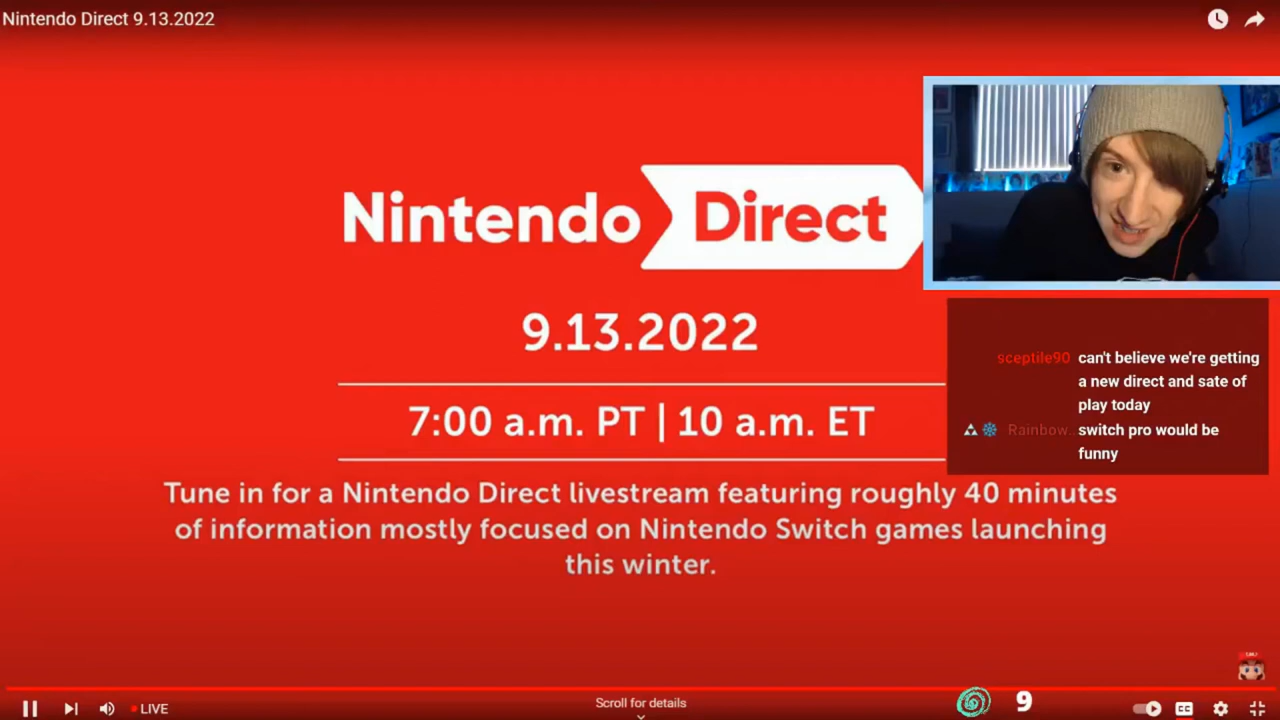 Nintendo Direct 9.13.2022
Nintendo Direct
9.13.2022
7:00 a.m. PT | 10 a.m. ET
Tune in for a Nintendo Direct livestream featuring roughly 40 minutes
of information mostly focused on Nintendo Switch games launching
this winter.
sceptile90 can't believe we're getting
a new direct and sate of
play today
Rainbow.. switch pro would be
funny
LIVE
Scroll for details
9
CC